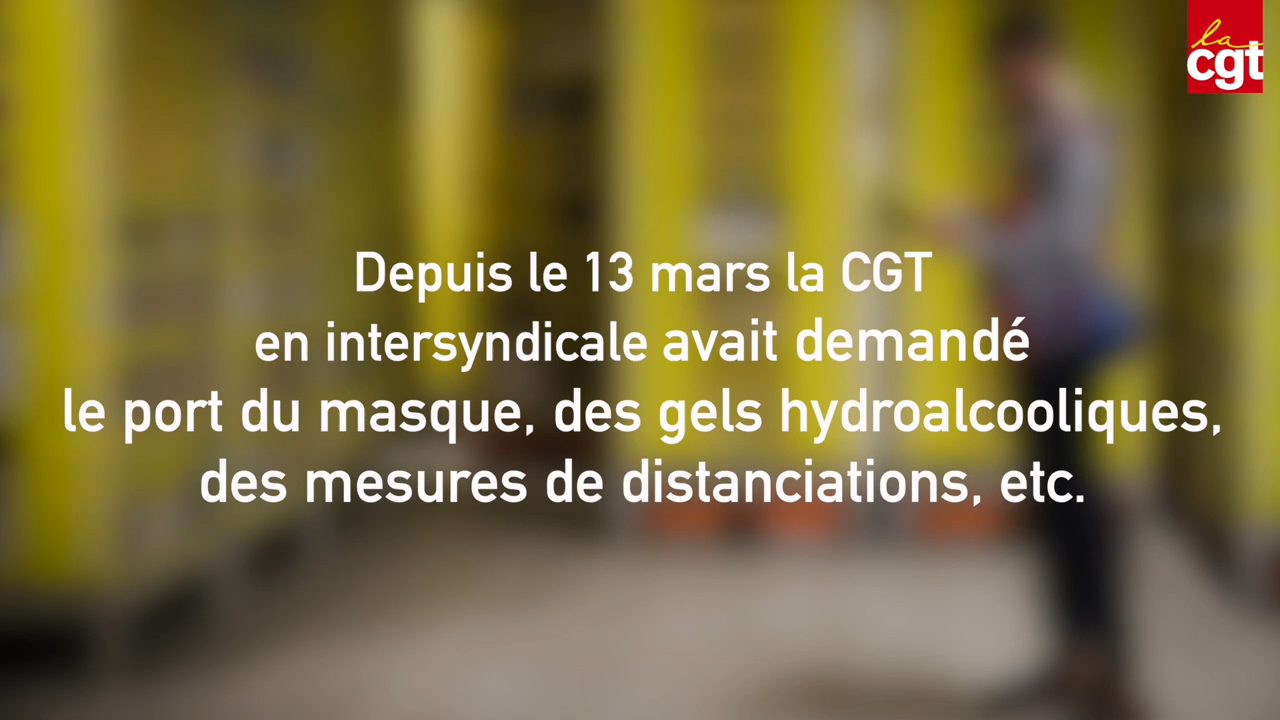 la
cgt
Depuis le 13 mars la CGT
en intersyndicale avait demandé
le port du masque, des gels hydroalcooliques,
des mesures de distanciations, etc.